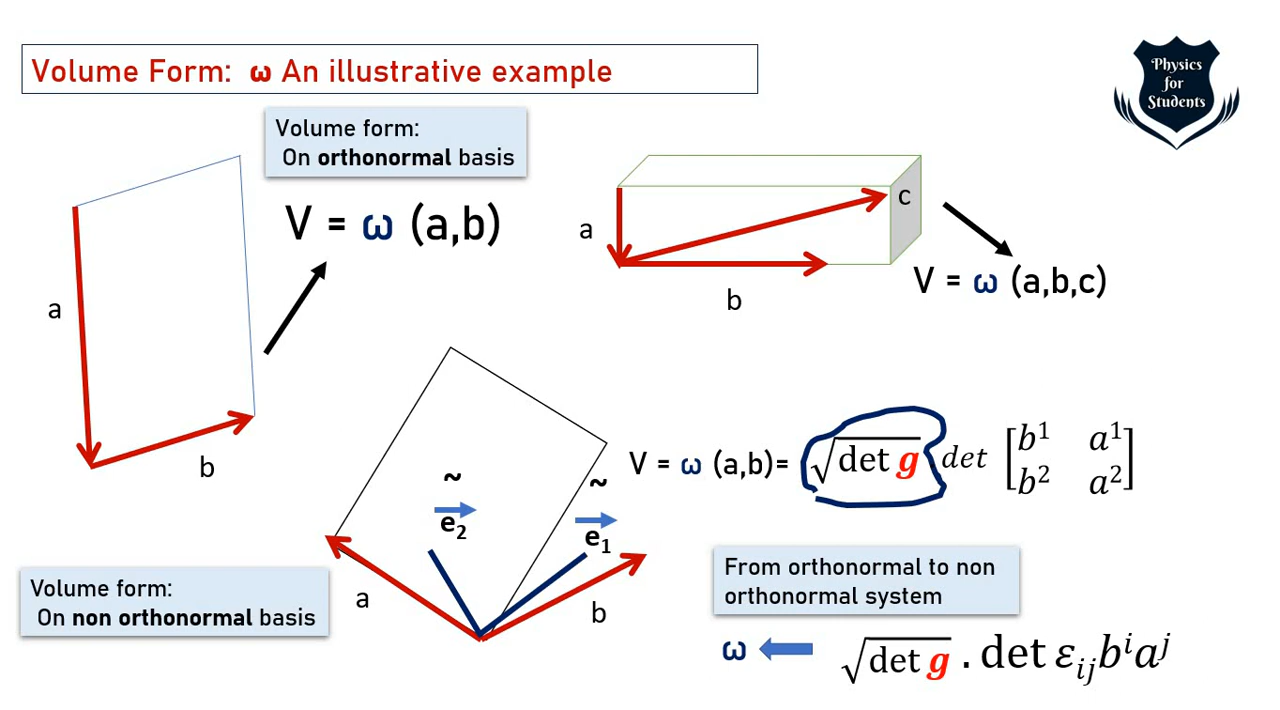 Volume Form: ω An illustrative example
Physics
for
Students
Volume form:
On orthonormal basis
V = ω (a,b)
a
b
a
b
c
V = ω (a,b,c)
~
e₂
~
e₁
a
b
V = ω (a,b)= √det g det [b¹ a¹
b² a²]
Volume form:
On non orthonormal basis
From orthonormal to non
orthonormal system
ω ← √det g . det εᵢⱼbⁱaʲ